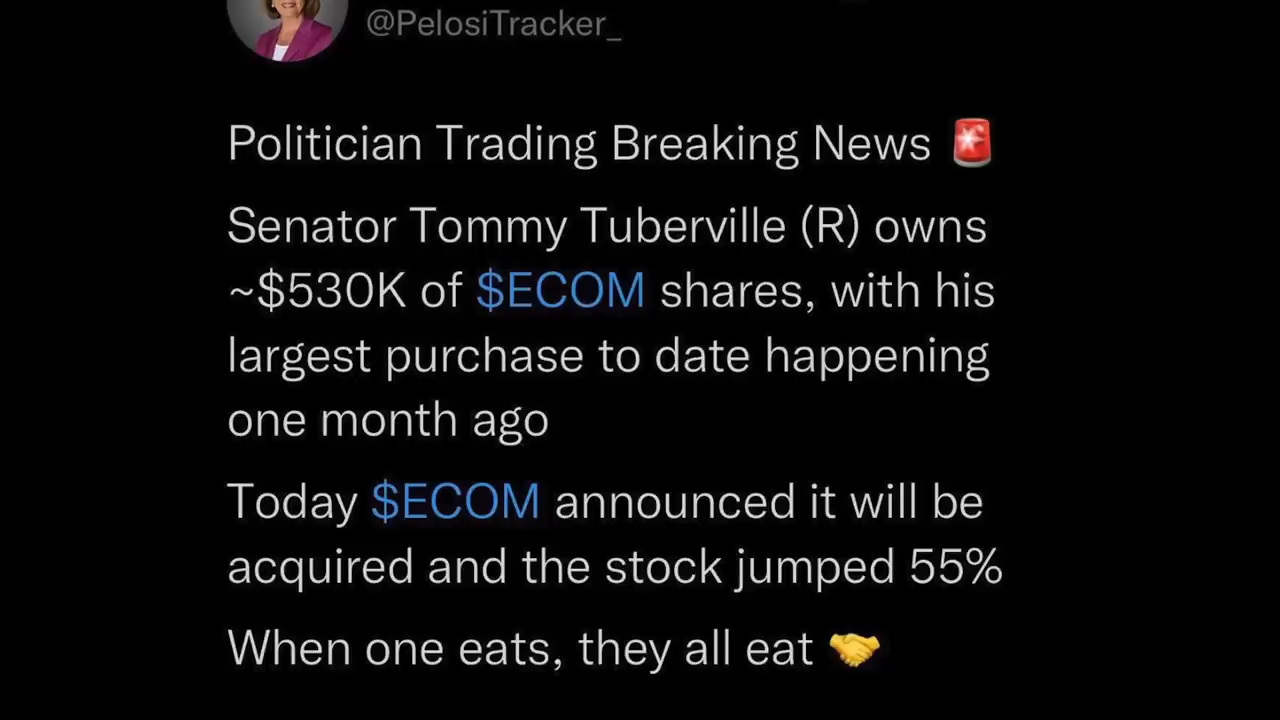 @PelosiTracker_
Politician Trading Breaking News 🚨
Senator Tommy Tuberville (R) owns
~$530K of $ECOM shares, with his
largest purchase to date happening
one month ago
Today $ECOM announced it will be
acquired and the stock jumped 55%
When one eats, they all eat 🤝